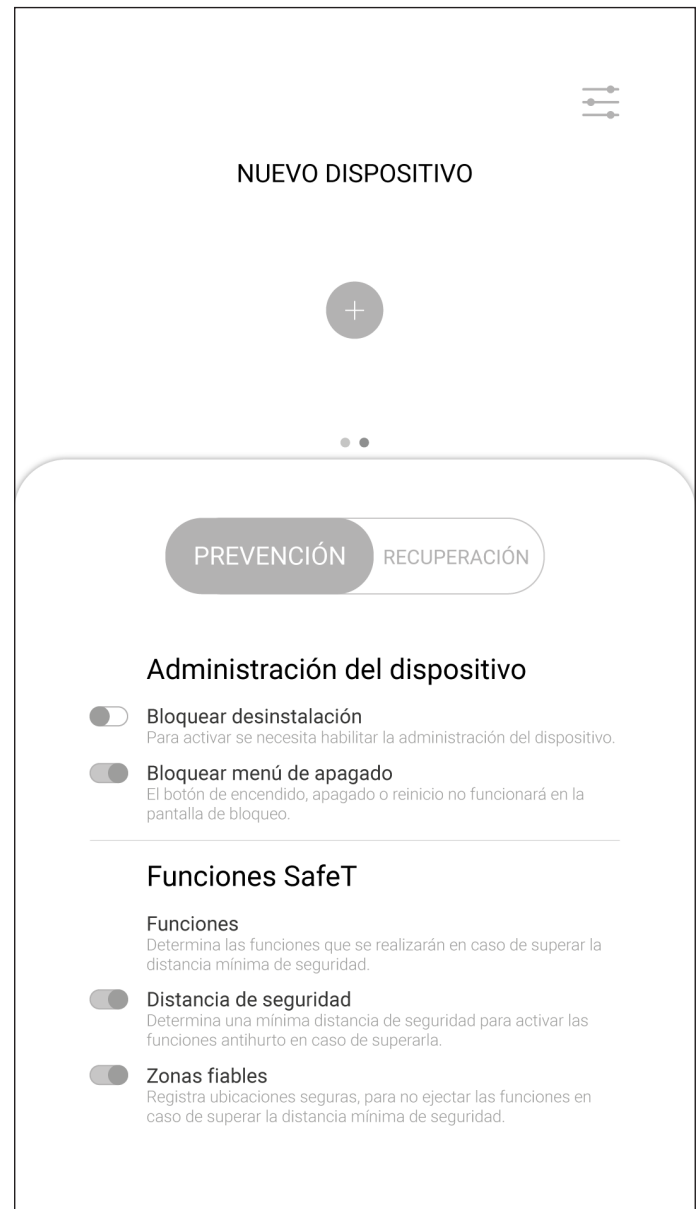 NUEVO DISPOSITIVO
PREVENCIÓN RECUPERACIÓN
Administración del dispositivo
Bloquear desinstalación
Para activar se necesita habilitar la administración del dispositivo.
Bloquear menú de apagado
El botón de encendido, apagado o reinicio no funcionará en la
pantalla de bloqueo.
Funciones SafeT
Funciones
Determina las funciones que se realizarán en caso de superar la
distancia mínima de seguridad.
Distancia de seguridad
Determina una mínima distancia de seguridad para activar las
funciones antihurto en caso de superarla.
Zonas fiables
Registra ubicaciones seguras, para no ejectar las funciones en
caso de superar la distancia mínima de seguridad.